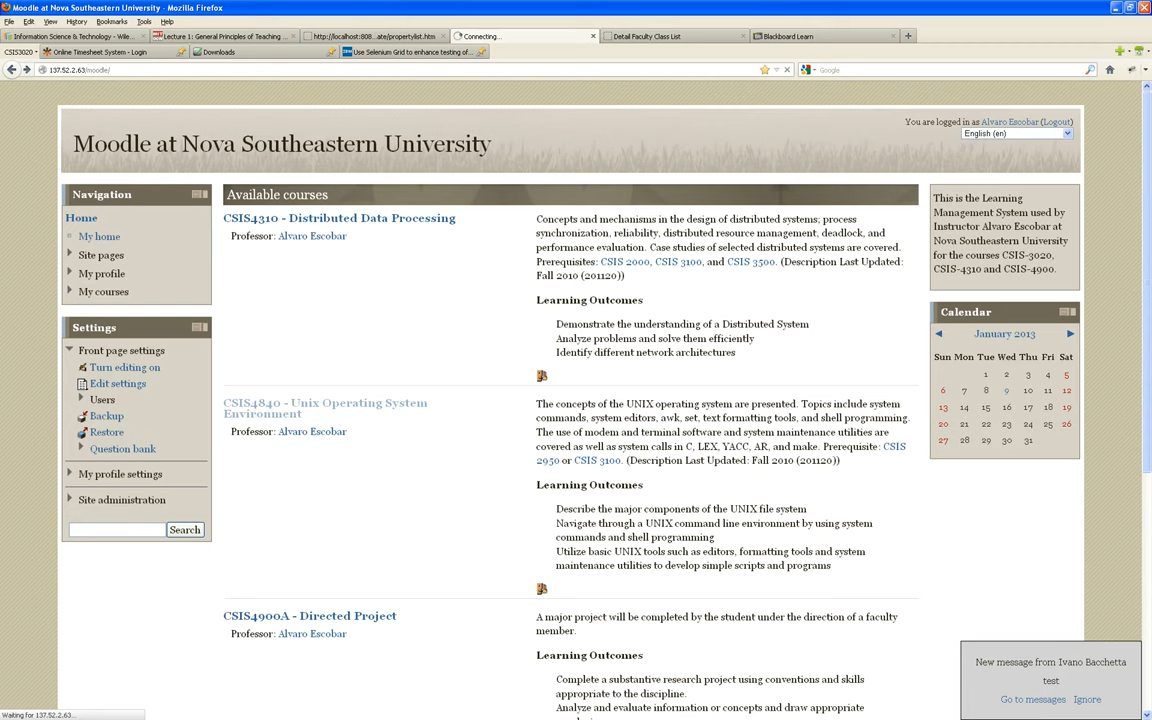 Moodle at Nova Southeastern University - Mozilla Firefox
File Edit View History Bookmarks Tools Help
Information Science & Technology - Wile... Lecture 1: General Principles of Teaching ... http://localhost:808...ate/propertylist.htm Connecting... Detail Faculty Class List Blackboard Learn
CSIS3020 Online Timesheet System - Login Downloads Use Selenium Grid to enhance testing of...
137.52.2.63/moodle/ Google
You are logged in as Alvaro Escobar (Logout)
English (en)
Moodle at Nova Southeastern University
Navigation
Home
My home
Site pages
My profile
My courses
Settings
Front page settings
Turn editing on
Edit settings
Users
Backup
Restore
Question bank
My profile settings
Site administration
Search
Available courses
CSIS4310 - Distributed Data Processing
Professor: Alvaro Escobar
Concepts and mechanisms in the design of distributed systems; process
synchronization, reliability, distributed resource management, deadlock, and
performance evaluation. Case studies of selected distributed systems are covered.
Prerequisites: CSIS 2000, CSIS 3100, and CSIS 3500. (Description Last Updated:
Fall 2010 (201120))
Learning Outcomes
Demonstrate the understanding of a Distributed System
Analyze problems and solve them efficiently
Identify different network architectures
CSIS4840 - Unix Operating System
Environment
Professor: Alvaro Escobar
The concepts of the UNIX operating system are presented. Topics include system
commands, system editors, awk, set, text formatting tools, and shell programming.
The use of modem and terminal software and system maintenance utilities are
covered as well as system calls in C, LEX, YACC, AR, and make. Prerequisite: CSIS
2950 or CSIS 3100. (Description Last Updated: Fall 2010 (201120))
Learning Outcomes
Describe the major components of the UNIX file system
Navigate through a UNIX command line environment by using system
commands and shell programming
Utilize basic UNIX tools such as editors, formatting tools and system
maintenance utilities to develop simple scripts and programs
CSIS4900A - Directed Project
Professor: Alvaro Escobar
A major project will be completed by the student under the direction of a faculty
member.
Learning Outcomes
Complete a substantive research project using conventions and skills
appropriate to the discipline.
Analyze and evaluate information or concepts and draw appropriate
This is the Learning
Management System used by
Instructor Alvaro Escobar at
Nova Southeastern University
for the courses CSIS-3020,
CSIS-4310 and CSIS-4900.
Calendar
January 2013
Sun Mon Tue Wed Thu Fri Sat
1 2 3 4 5
6 7 8 9 10 11 12
13 14 15 16 17 18 19
20 21 22 23 24 25 26
27 28 29 30 31
New message from Ivano Bacchetta
test
Go to messages Ignore
Waiting for 137.52.2.63...